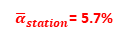 ᾱstation = 5.7%